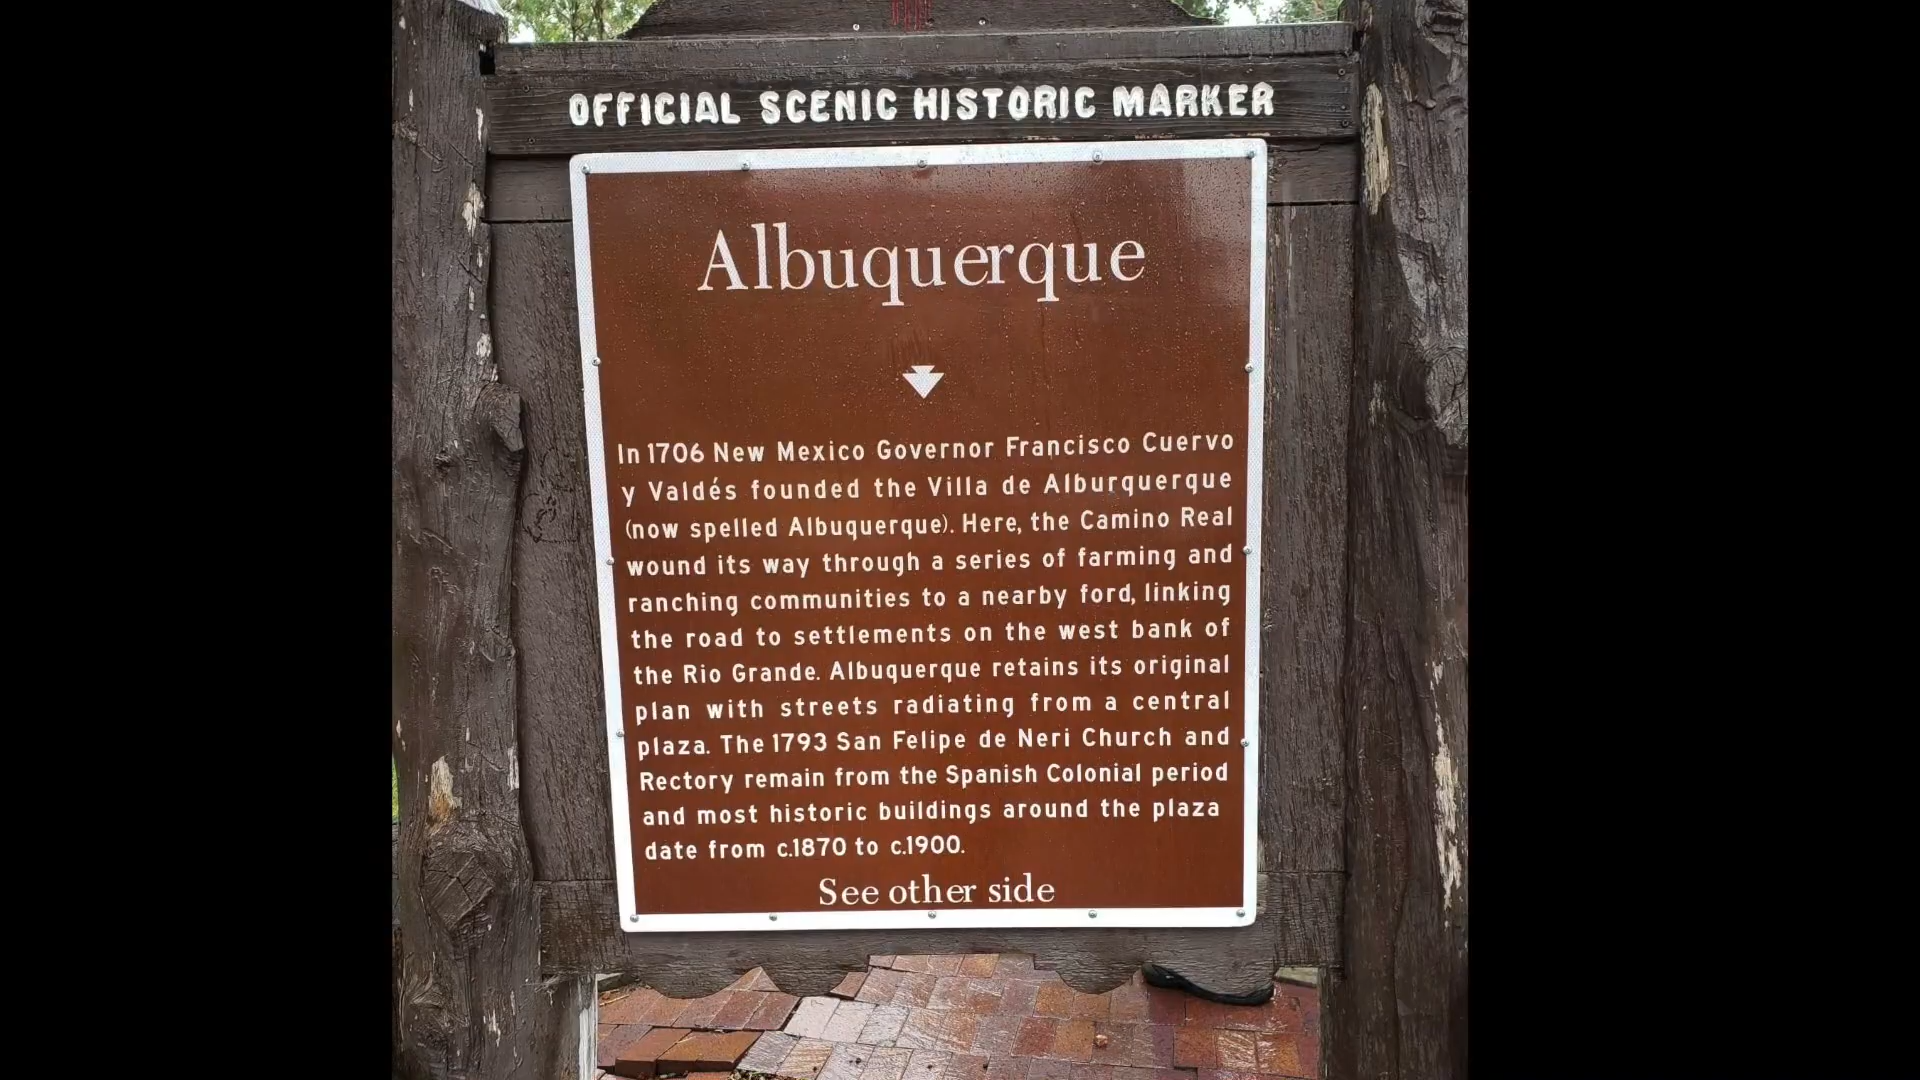 OFFICIAL SCENIC HISTORIC MARKER
Albuquerque
In 1706 New Mexico Governor Francisco Cuervo
y Valdés founded the Villa de Alburquerque
(now spelled Albuquerque). Here, the Camino Real
wound its way through a series of farming and
ranching communities to a nearby ford, linking
the road to settlements on the west bank of
the Rio Grande. Albuquerque retains its original
plan with streets radiating from a central
plaza. The 1793 San Felipe de Neri Church and
Rectory remain from the Spanish Colonial period
and most historic buildings around the plaza
date from c.1870 to c.1900.
See other side